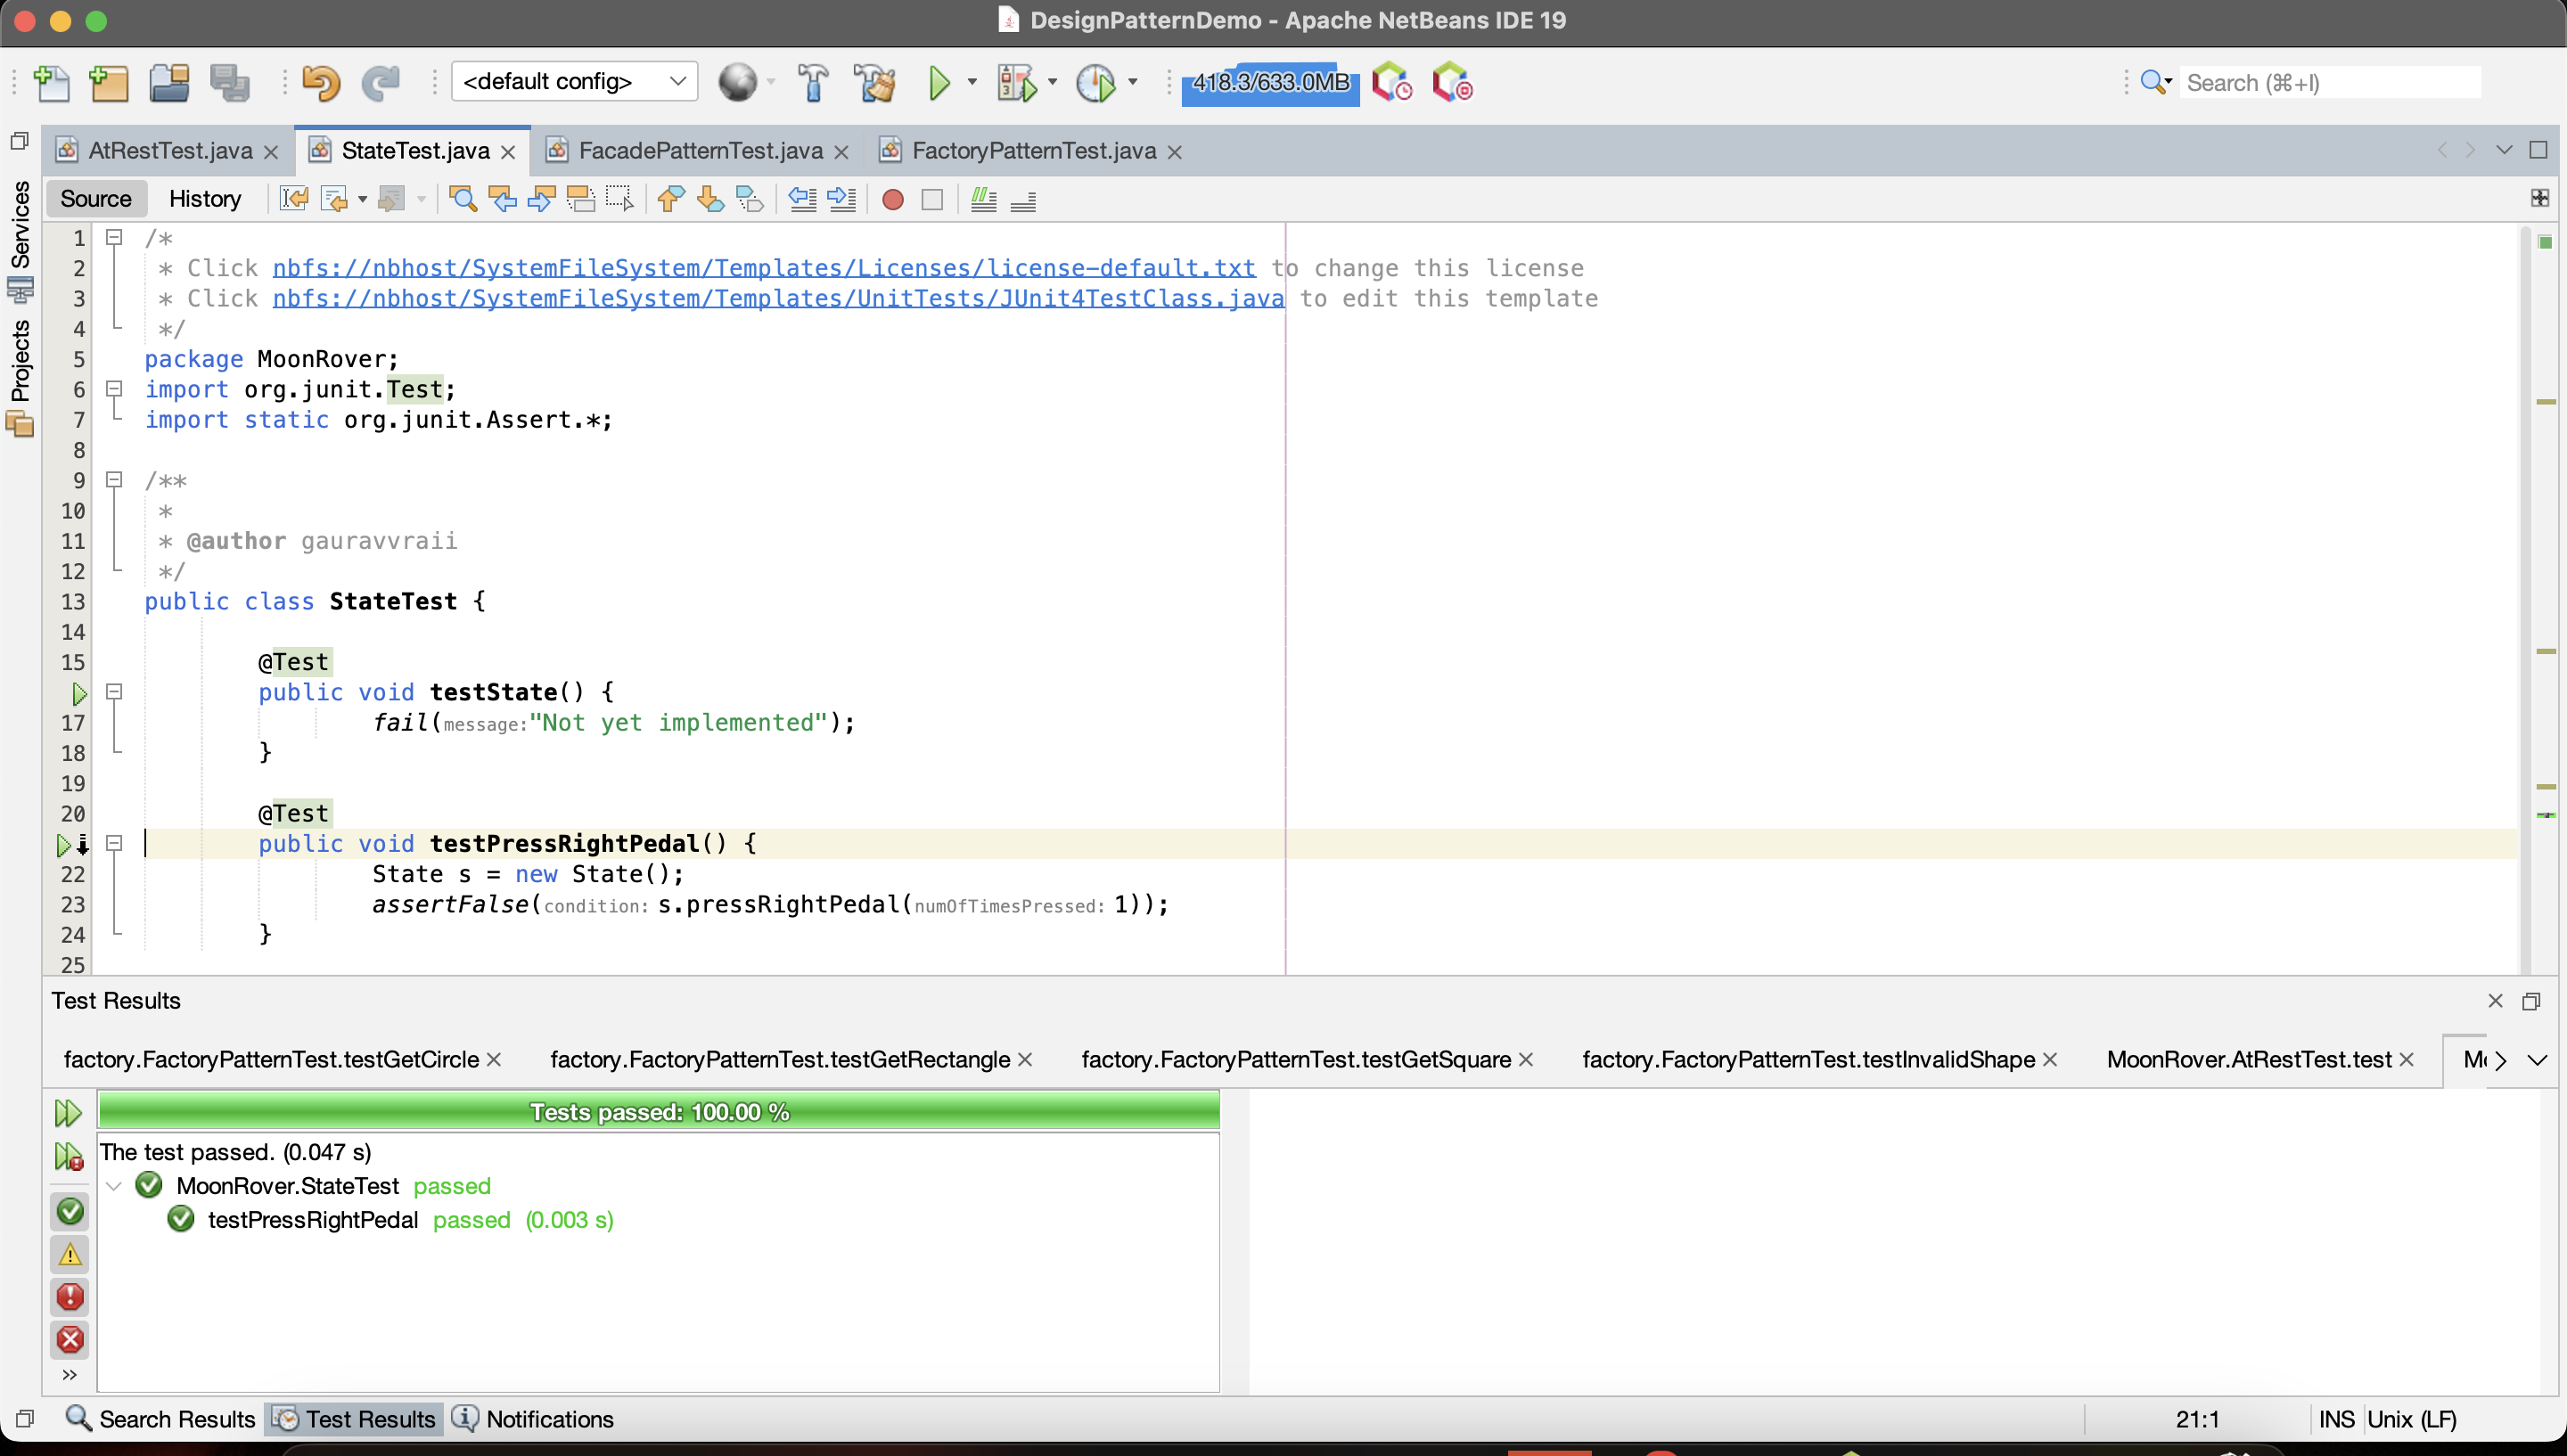 DesignPatternDemo - Apache NetBeans IDE 19
<default config>
418.3/633.0MB
Search (⌘+I)
AtRestTest.java
StateTest.java
FacadePatternTest.java
FactoryPatternTest.java
Services
Projects
Source
History
1 /*
2 * Click nbfs://nbhost/SystemFileSystem/Templates/Licenses/license-default.txt to change this license
3 * Click nbfs://nbhost/SystemFileSystem/Templates/UnitTests/JUnit4TestClass.java to edit this template
4 */
5 package MoonRover;
6 import org.junit.Test;
7 import static org.junit.Assert.*;
8
9 /**
10 *
11 * @author gauravvraii
12 */
13 public class StateTest {
14
15 @Test
public void testState() {
17 fail(message:"Not yet implemented");
18 }
19
20 @Test
public void testPressRightPedal() {
22 State s = new State();
23 assertFalse(condition: s.pressRightPedal(numOfTimesPressed: 1));
24 }
25
Test Results
factory.FactoryPatternTest.testGetCircle
factory.FactoryPatternTest.testGetRectangle
factory.FactoryPatternTest.testGetSquare
factory.FactoryPatternTest.testInvalidShape
MoonRover.AtRestTest.test
Tests passed: 100.00 %
The test passed. (0.047 s)
MoonRover.StateTest passed
testPressRightPedal passed (0.003 s)
Search Results
Test Results
Notifications
21:1
INS
Unix (LF)